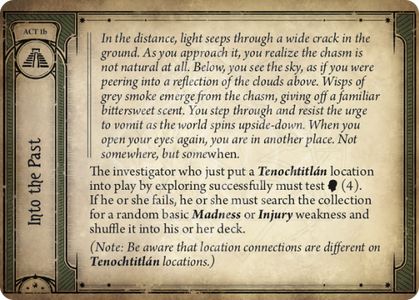 ACT 1b
Into the Past
In the distance, light seeps through a wide crack in the
ground. As you approach it, you realize the chasm is
not natural at all. Below, you see the sky, as if you were
peering into a reflection of the clouds above. Wisps of
grey smoke emerge from the chasm, giving off a familiar
bittersweet scent. You step through and resist the urge
to vomit as the world spins upside-down. When you
open your eyes again, you are in another place. Not
somewhere, but somewhen.
The investigator who just put a Tenochtitlán location
into play by exploring successfully must test (4).
If he or she fails, he or she must search the collection
for a random basic Madness or Injury weakness and
shuffle it into his or her deck.
(Note: Be aware that location connections are different on
Tenochtitlán locations.)